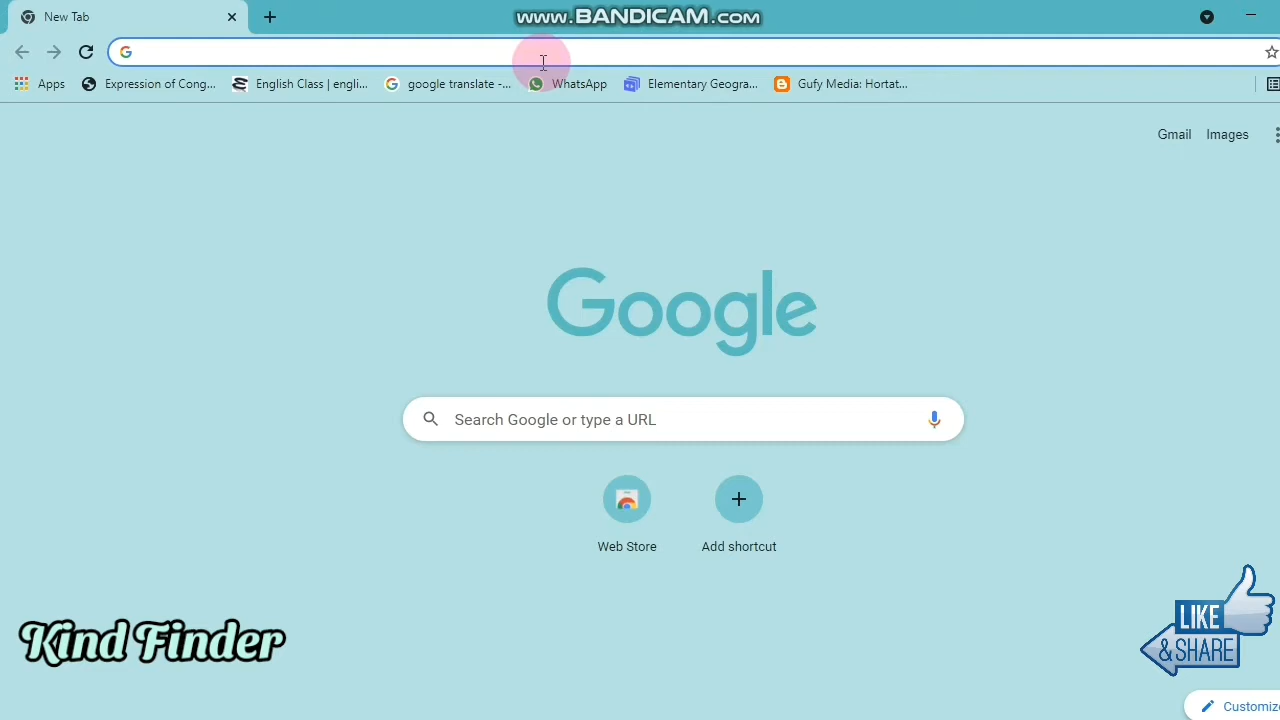 New Tab
www.BANDICAM.com
Apps
Expression of Cong...
English Class | engli...
google translate -...
WhatsApp
Elementary Geogra...
Gufy Media: Hortat...
Gmail
Images
Google
Search Google or type a URL
Web Store
Add shortcut
Kind Finder
LIKE
& SHARE
Customiz